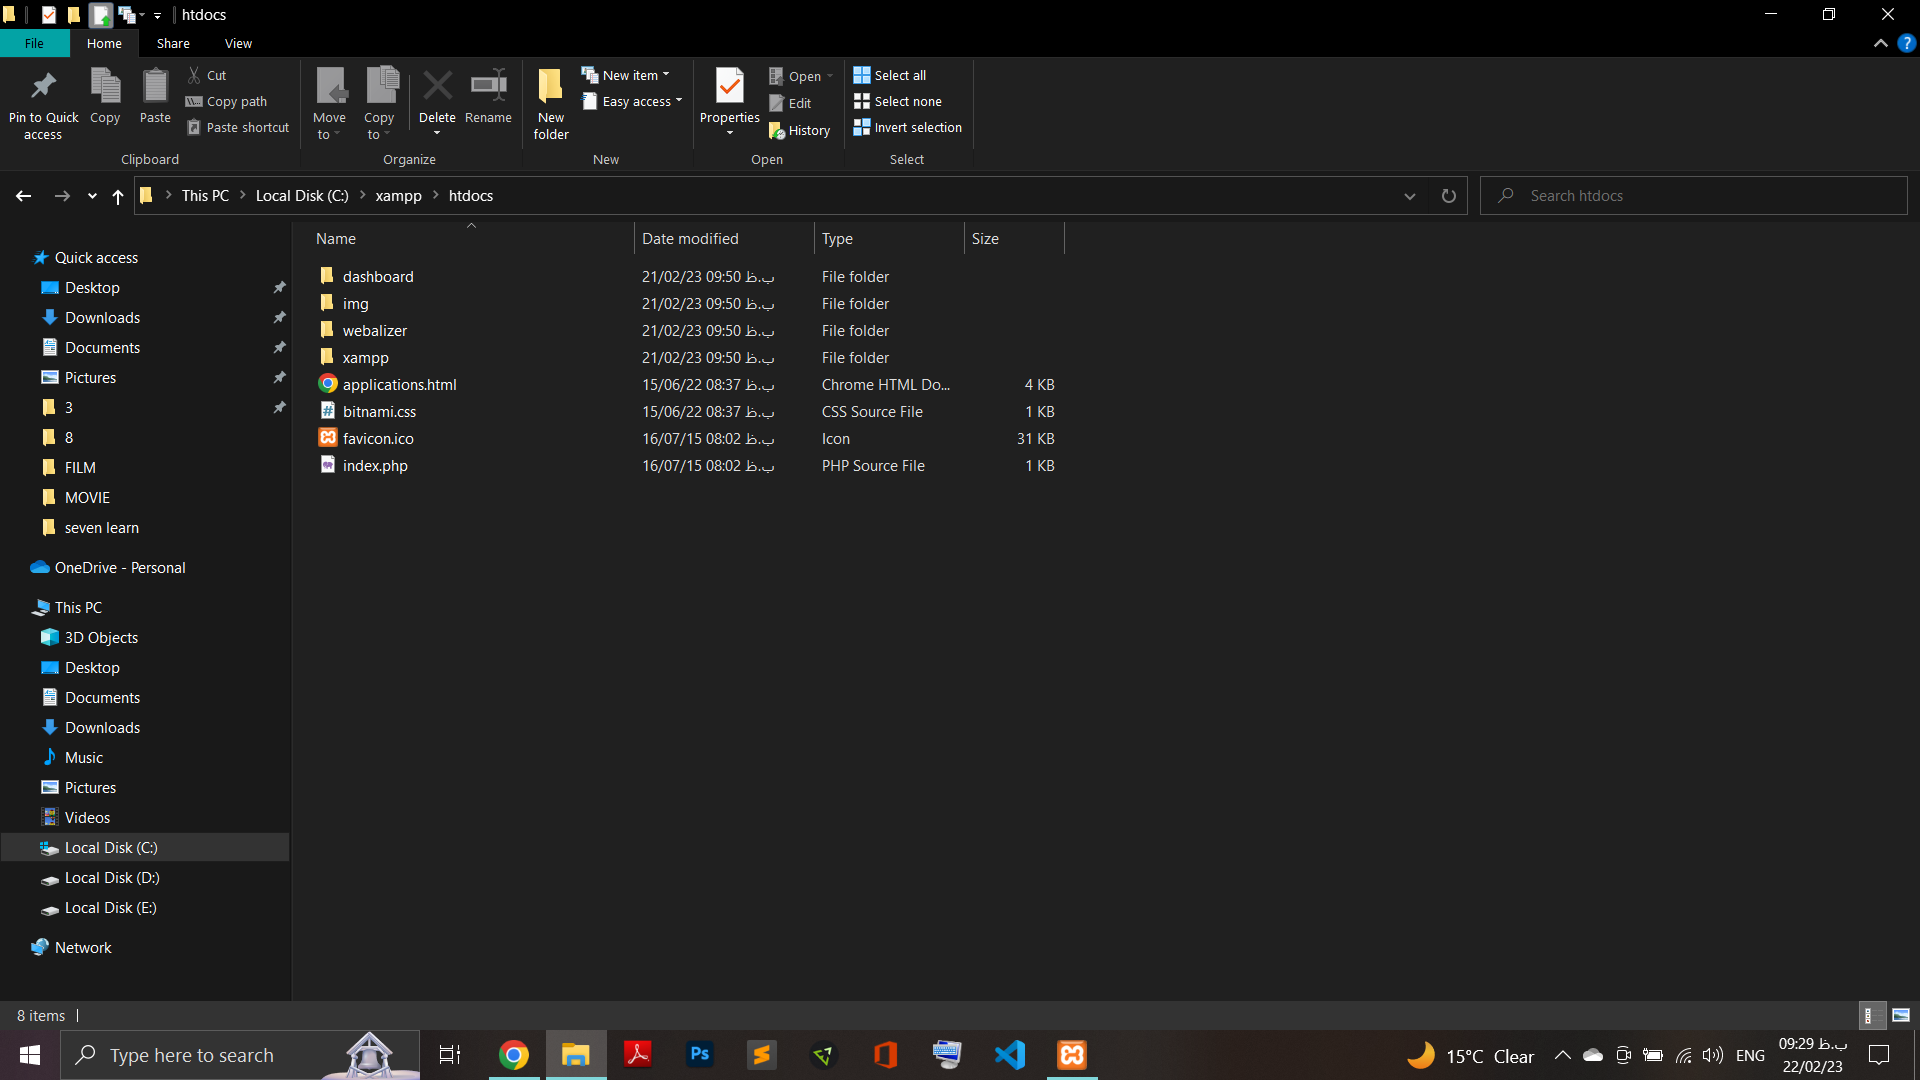 htdocs
File Home Share View
Pin to Quick access
Copy
Paste
Cut
Copy path
Paste shortcut
Clipboard
Move to
Copy to
Delete
Rename
Organize
New folder
New item
Easy access
New
Properties
Open
Edit
History
Open
Select all
Select none
Invert selection
Select
This PC Local Disk (C:) xampp htdocs
Search htdocs
Quick access
Desktop
Downloads
Documents
Pictures
3
8
FILM
MOVIE
seven learn
OneDrive - Personal
This PC
3D Objects
Desktop
Documents
Downloads
Music
Pictures
Videos
Local Disk (C:)
Local Disk (D:)
Local Disk (E:)
Network
Name Date modified Type Size
dashboard 21/02/23 09:50 ب.ظ File folder
img 21/02/23 09:50 ب.ظ File folder
webalizer 21/02/23 09:50 ب.ظ File folder
xampp 21/02/23 09:50 ب.ظ File folder
applications.html 15/06/22 08:37 ب.ظ Chrome HTML Do... 4 KB
bitnami.css 15/06/22 08:37 ب.ظ CSS Source File 1 KB
favicon.ico 16/07/15 08:02 ب.ظ Icon 31 KB
index.php 16/07/15 08:02 ب.ظ PHP Source File 1 KB
8 items
Type here to search
Ps
15°C Clear
ENG
09:29 ب.ظ
22/02/23